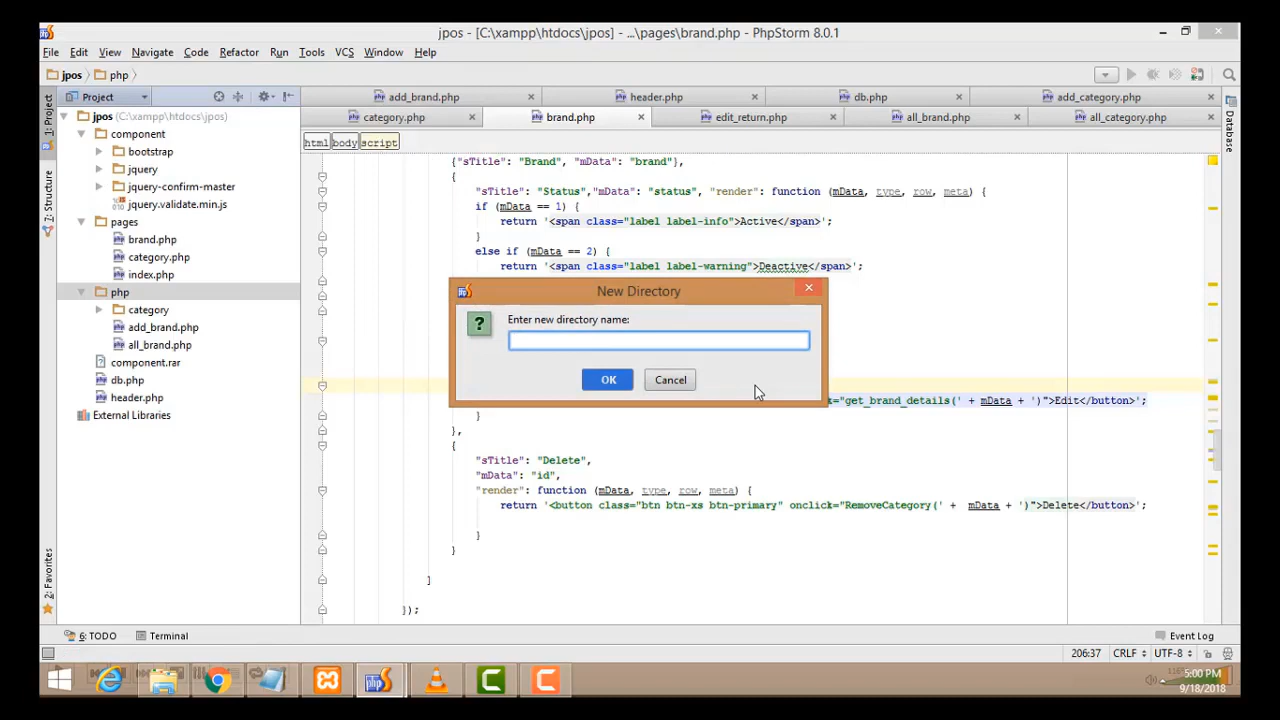 jpos - [C:\xampp\htdocs\jpos] - ...\pages\brand.php - PhpStorm 8.0.1
File Edit View Navigate Code Refactor Run Tools VCS Window Help
jpos php
Project
add_brand.php header.php db.php add_category.php
category.php brand.php edit_return.php all_brand.php all_category.php
html body script
1: Project
7: Structure
2: Favorites
Database
jpos (C:\xampp\htdocs\jpos)
component
bootstrap
jquery
jquery-confirm-master
jquery.validate.min.js
pages
brand.php
category.php
index.php
php
category
add_brand.php
all_brand.php
component.rar
db.php
header.php
External Libraries
{"sTitle": "Brand", "mData": "brand"},
{
"sTitle": "Status","mData": "status", "render": function (mData, type, row, meta) {
if (mData == 1) {
return '<span class="label label-info">Active</span>';
}
else if (mData == 2) {
return '<span class="label label-warning">Deactive</span>';
New Directory
Enter new directory name:
OK Cancel
="get_brand_details(' + mData + ')">Edit</button>';
}
},
{
"sTitle": "Delete",
"mData": "id",
"render": function (mData, type, row, meta) {
return '<button class="btn btn-xs btn-primary" onclick="RemoveCategory(' + mData + ')">Delete</button>';
}
}
]
});
6: TODO Terminal Event Log
206:37 CRLF UTF-8
5:00 PM
9/18/2018